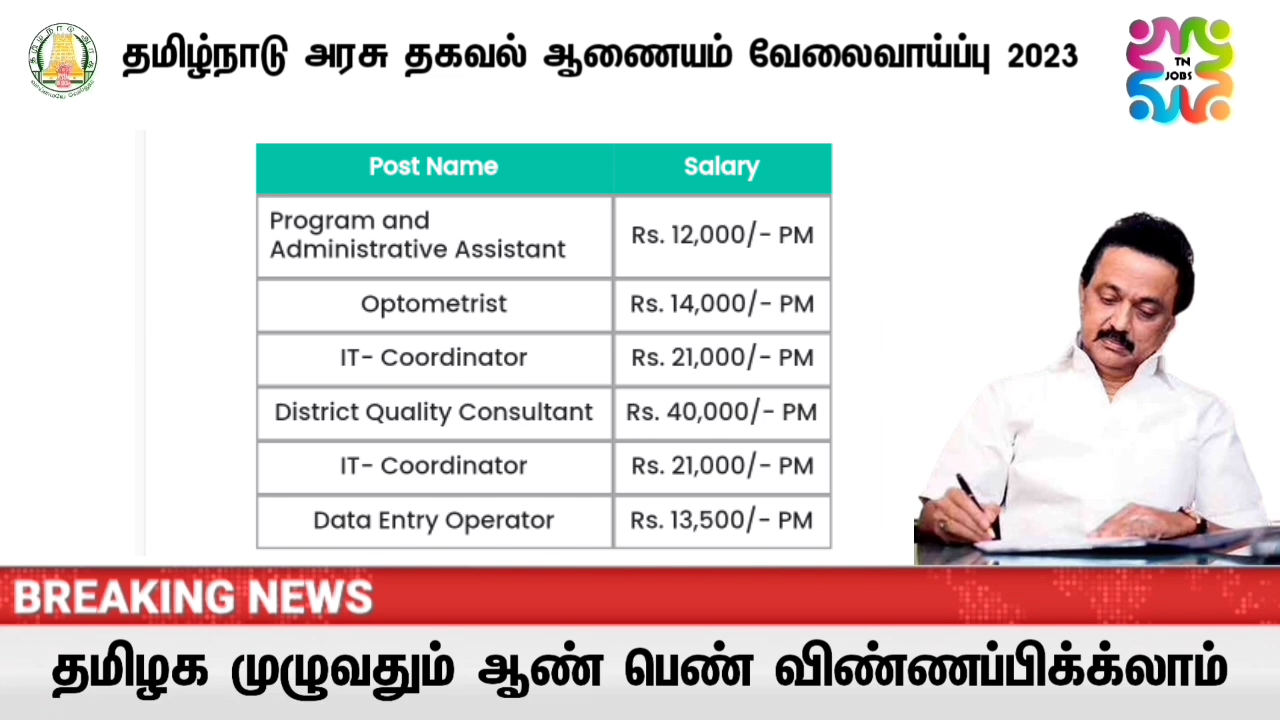 தமிழ்நாடு அரசு தகவல் ஆணையம் வேலைவாய்ப்பு 2023
TN
JOBS
Post Name Salary
Program and
Administrative Assistant Rs. 12,000/- PM
Optometrist Rs. 14,000/- PM
IT- Coordinator Rs. 21,000/- PM
District Quality Consultant Rs. 40,000/- PM
IT- Coordinator Rs. 21,000/- PM
Data Entry Operator Rs. 13,500/- PM
BREAKING NEWS
தமிழக முழுவதும் ஆண் பெண் விண்ணப்பிக்க்லாம்